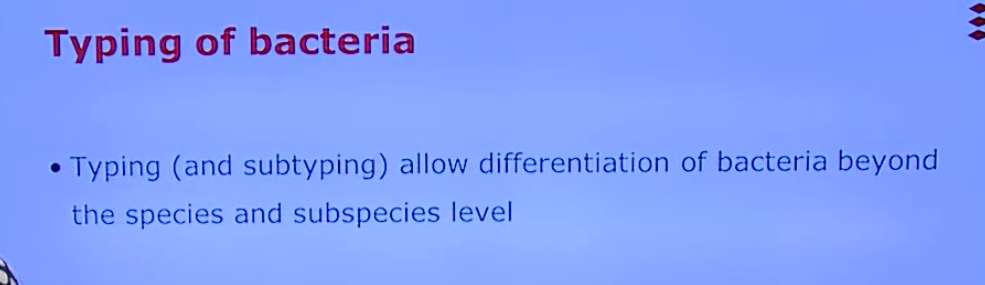 Typing of bacteria
• Typing (and subtyping) allow differentiation of bacteria beyond
the species and subspecies level